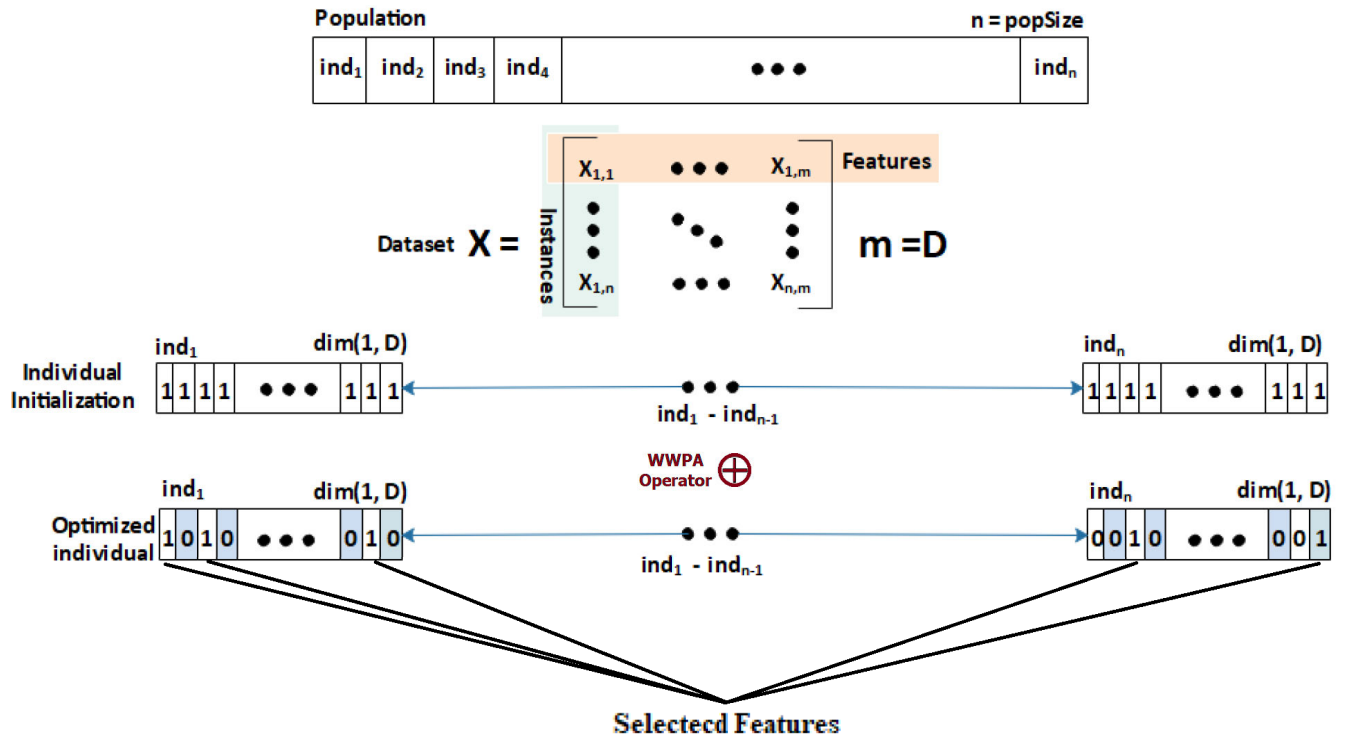 Population n = popSize
ind1 ind2 ind3 ind4 ●●● indn
X1,1 ●●● X1,m Features
Instances
Dataset X = m =D
X1,n ●●● Xn,m
ind1 dim(1, D) indn dim(1, D)
Individual Initialization
1 1 1 1 ●●● 1 1 1 ●●● 1 1 1 1 ●●● 1 1 1
ind1 - indn-1
WWPA
Operator
ind1 dim(1, D) indn dim(1, D)
Optimized
individual
1 0 1 0 ●●● 0 1 0 ●●● 0 0 1 0 ●●● 0 0 1
ind1 - indn-1
Selectecd Features